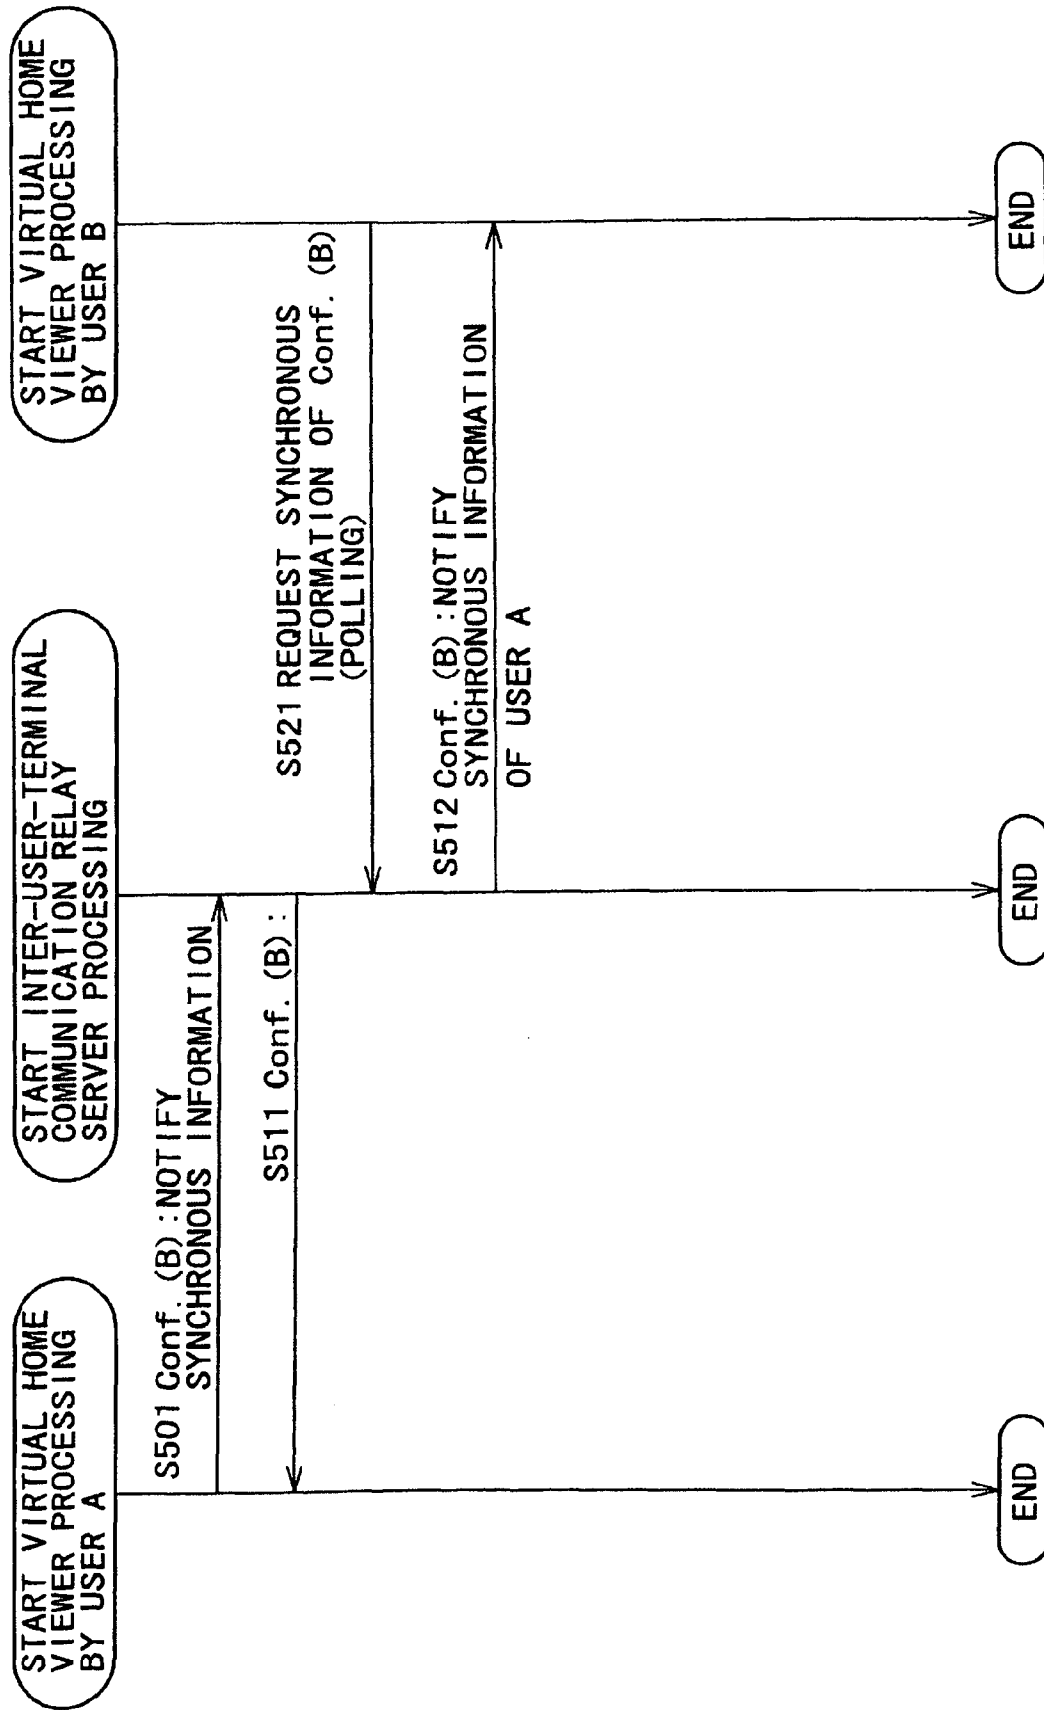 START VIRTUAL HOME
VIEWER PROCESSING
BY USER A
START INTER-USER-TERMINAL
COMMUNICATION RELAY
SERVER PROCESSING
START VIRTUAL HOME
VIEWER PROCESSING
BY USER B
S501 Conf. (B) :NOTIFY
SYNCHRONOUS INFORMATION
S511 Conf. (B) :
S521 REQUEST SYNCHRONOUS
INFORMATION OF Conf. (B)
(POLLING)
S512 Conf. (B) :NOTIFY
SYNCHRONOUS INFORMATION
OF USER A
END
END
END